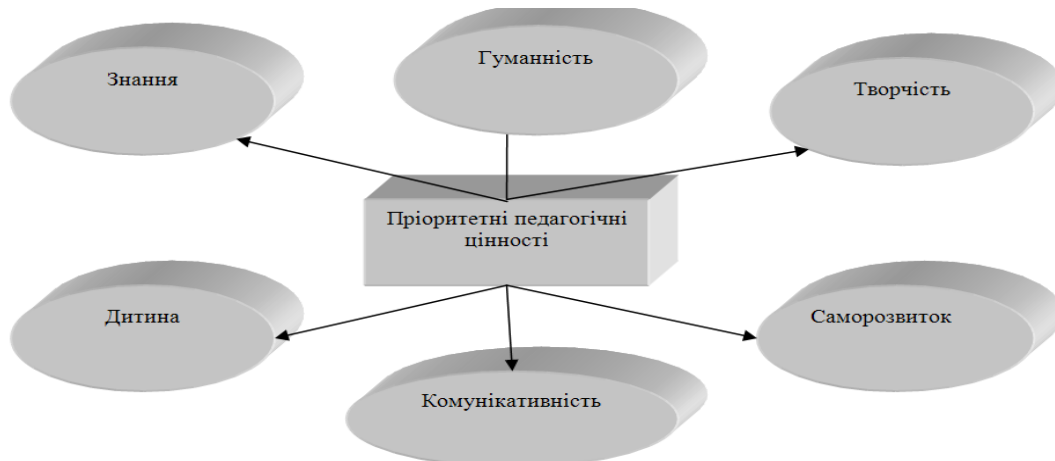 Знання
Гуманність
Творчість
Пріоритетні педагогічні
цінності
Дитина
Комунікативність
Саморозвиток